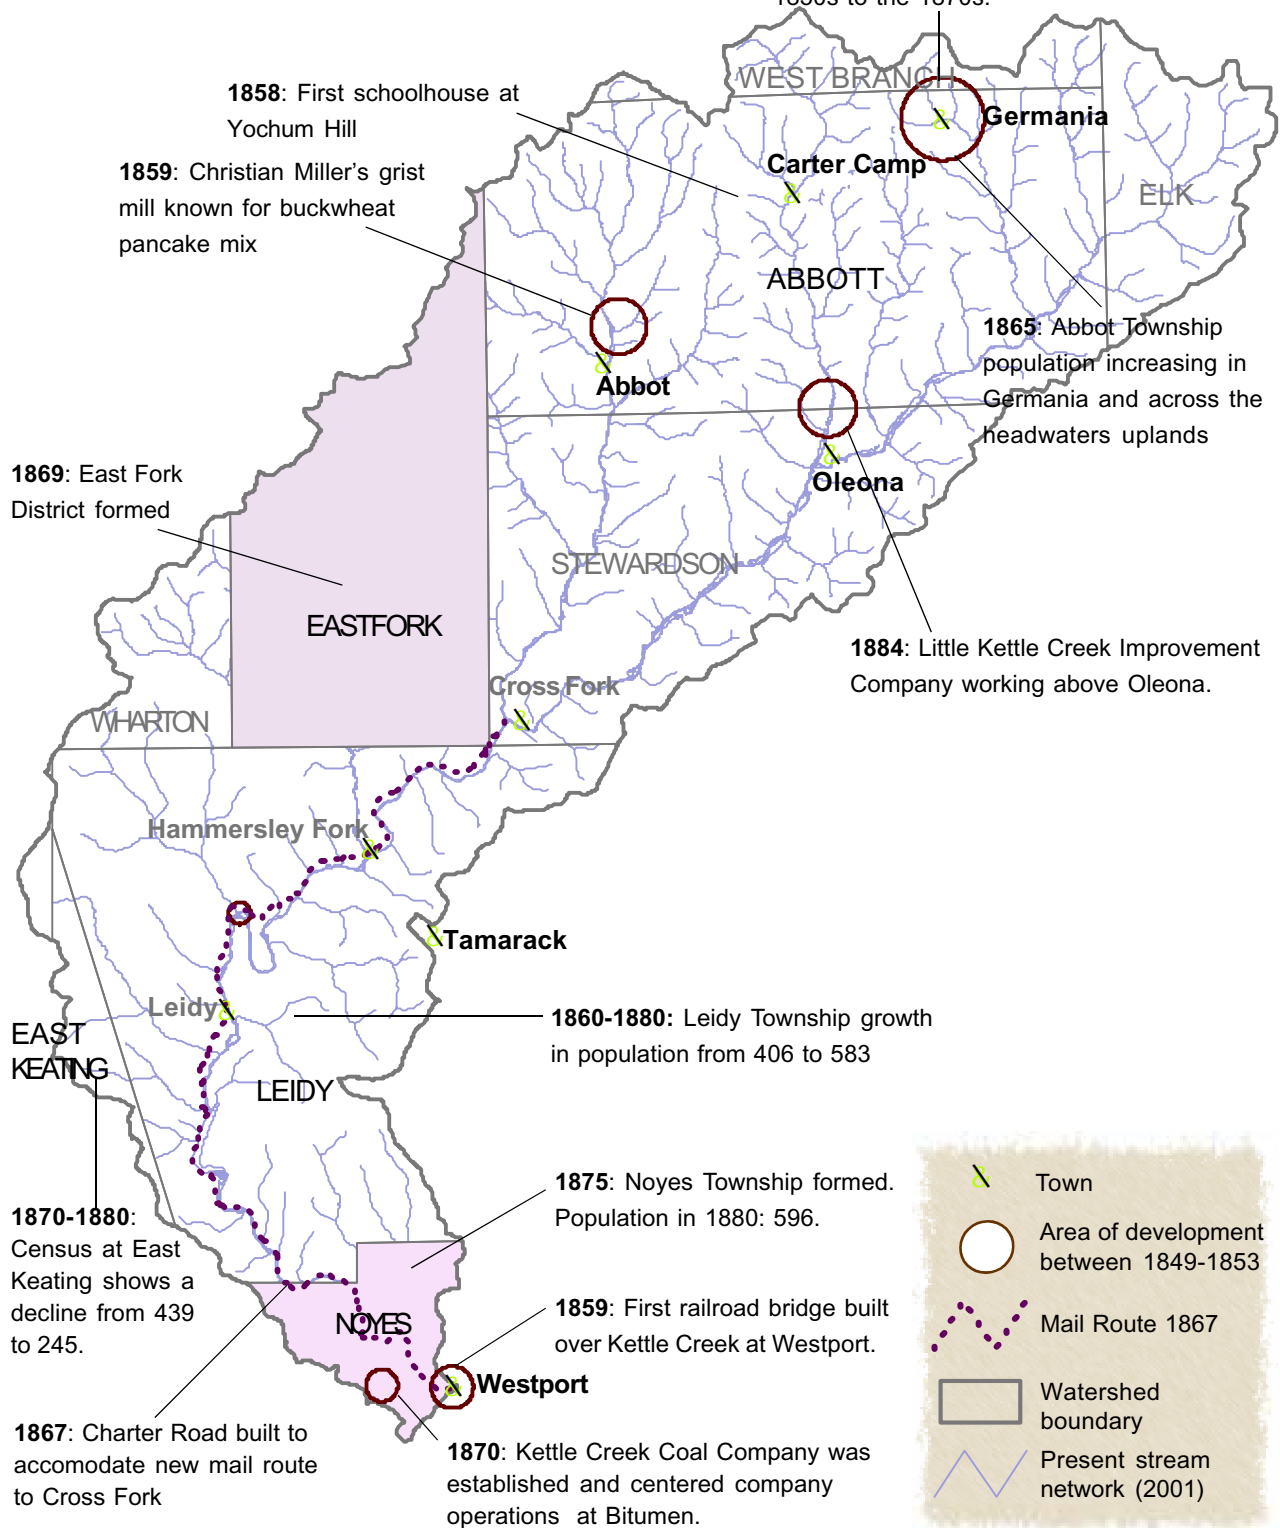 1850s to the 1870s.
WEST BRANCH
1858: First schoolhouse at
Yochum Hill
Germania
Carter Camp
1859: Christian Miller's grist
mill known for buckwheat
pancake mix
ELK
ABBOTT
1865: Abbot Township
population increasing in
Germania and across the
headwaters uplands
Abbot
Oleona
1869: East Fork
District formed
STEWARDSON
EASTFORK
1884: Little Kettle Creek Improvement
Company working above Oleona.
Cross Fork
WHARTON
Hammersley Fork
Tamarack
Leidy
1860-1880: Leidy Township growth
in population from 406 to 583
EAST
KEATING
LEIDY
1870-1880:
Census at East
Keating shows a
decline from 439
to 245.
1875: Noyes Township formed.
Population in 1880: 596.
NOYES
1859: First railroad bridge built
over Kettle Creek at Westport.
Westport
1867: Charter Road built to
accomodate new mail route
to Cross Fork
1870: Kettle Creek Coal Company was
established and centered company
operations at Bitumen.
Town
Area of development
between 1849-1853
Mail Route 1867
Watershed
boundary
Present stream
network (2001)